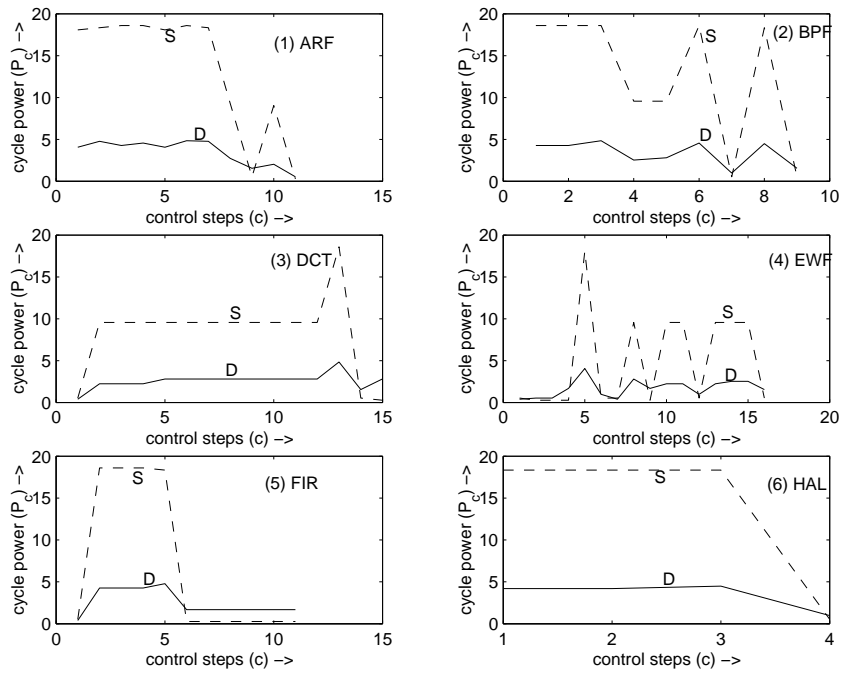 20
15
10
5
0
0 5 10 15
cycle power (P_c) −>
control steps (c) −>
S
D
(1) ARF
20
15
10
5
0
0 2 4 6 8 10
cycle power (P_c) −>
control steps (c) −>
S
D
(2) BPF
20
15
10
5
0
0 5 10 15
cycle power (P_c) −>
control steps (c) −>
S
D
(3) DCT
20
15
10
5
0
0 5 10 15 20
cycle power (P_c) −>
control steps (c) −>
S
D
(4) EWF
20
15
10
5
0
0 5 10 15
cycle power (P_c) −>
control steps (c) −>
S
D
(5) FIR
20
15
10
5
0
1 2 3 4
cycle power (P_c) −>
control steps (c) −>
S
D
(6) HAL